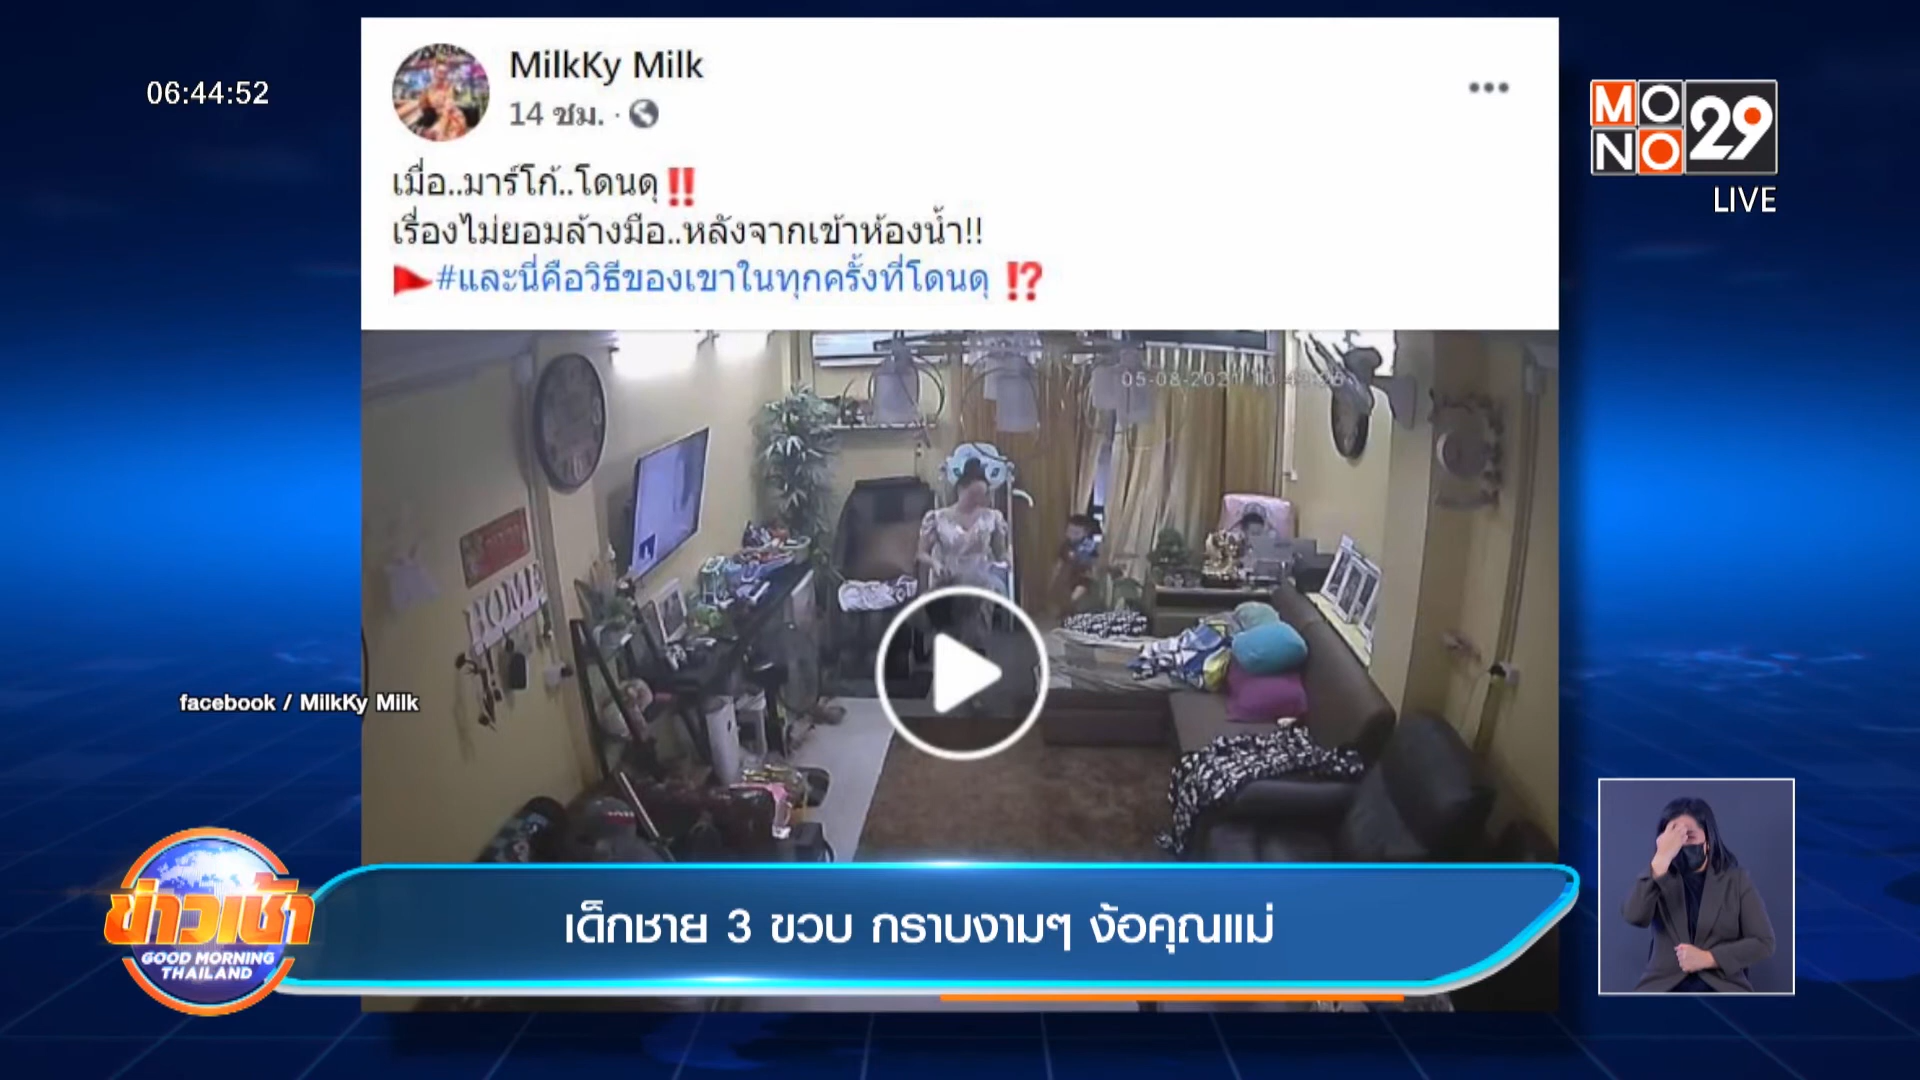 06:44:52
MilkKy Milk
14 ชม. ·
เมื่อ..มาร์โก้..โดนดุ‼️
เรื่องไม่ยอมล้างมือ..หลังจากเข้าห้องน้ำ!!
🚩#และนี่คือวิธีของเขาในทุกครั้งที่โดนดุ ⁉️
MONO29
LIVE
HOME
facebook / MilkKy Milk
ข่าวเช้า
GOOD MORNING
THAILAND
เด็กชาย 3 ขวบ กราบงามๆ ง้อคุณแม่